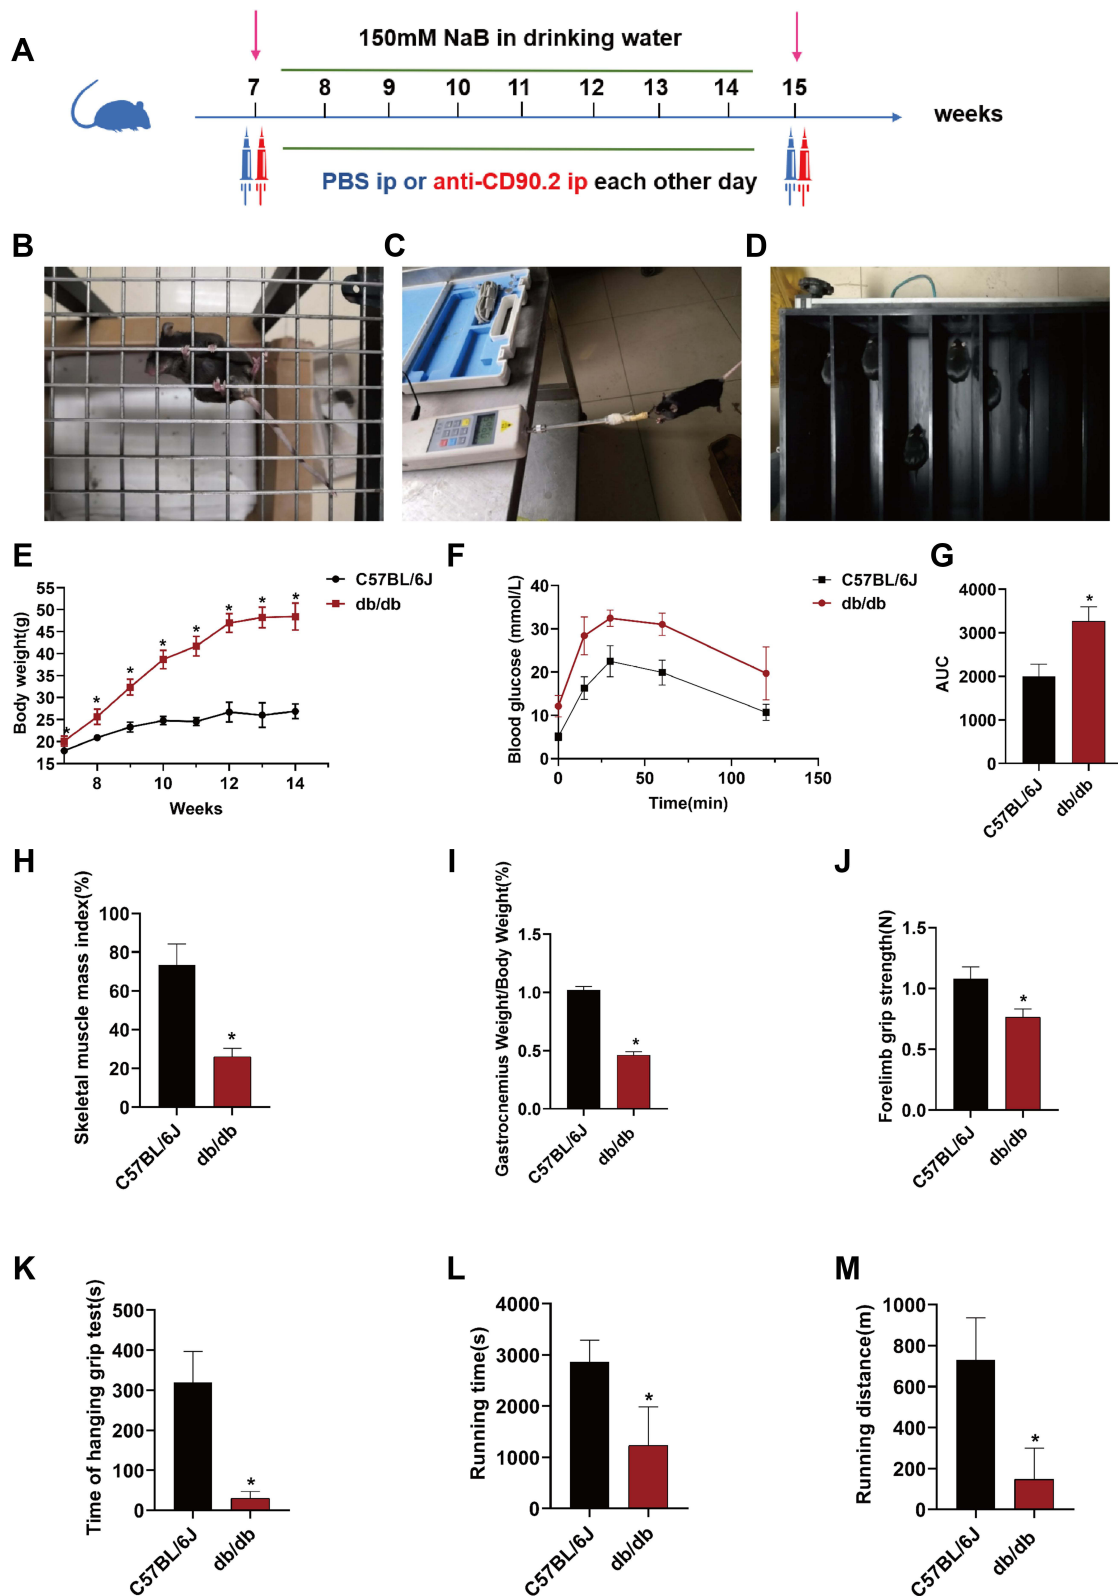 A
150mM NaB in drinking water
7 8 9 10 11 12 13 14 15
weeks
PBS ip or anti-CD90.2 ip each other day
B C D
E
C57BL/6J
db/db
Body weight(g)
55
50
45
40
35
30
25
20
15
* * * * * * * *
8 10 12 14
Weeks
F
C57BL/6J
db/db
Blood glucose (mmol/L)
40
30
20
10
0
0 50 100 150
Time(min)
G
AUC
4000
3000
2000
1000
0
*
C57BL/6J
db/db
H
Skeletal muscle mass index(%)
100
80
60
40
20
0
*
C57BL/6J
db/db
I
Gastrocnemius Weight/Body Weight(%)
1.5
1.0
0.5
0.0
*
C57BL/6J
db/db
J
Forelimb grip strength(N)
1.5
1.0
0.5
0.0
*
C57BL/6J
db/db
K
Time of hanging grip test(s)
500
400
300
200
100
0
*
C57BL/6J
db/db
L
Running time(s)
4000
3000
2000
1000
0
*
C57BL/6J
db/db
M
Running distance(m)
1000
800
600
400
200
0
*
C57BL/6J
db/db